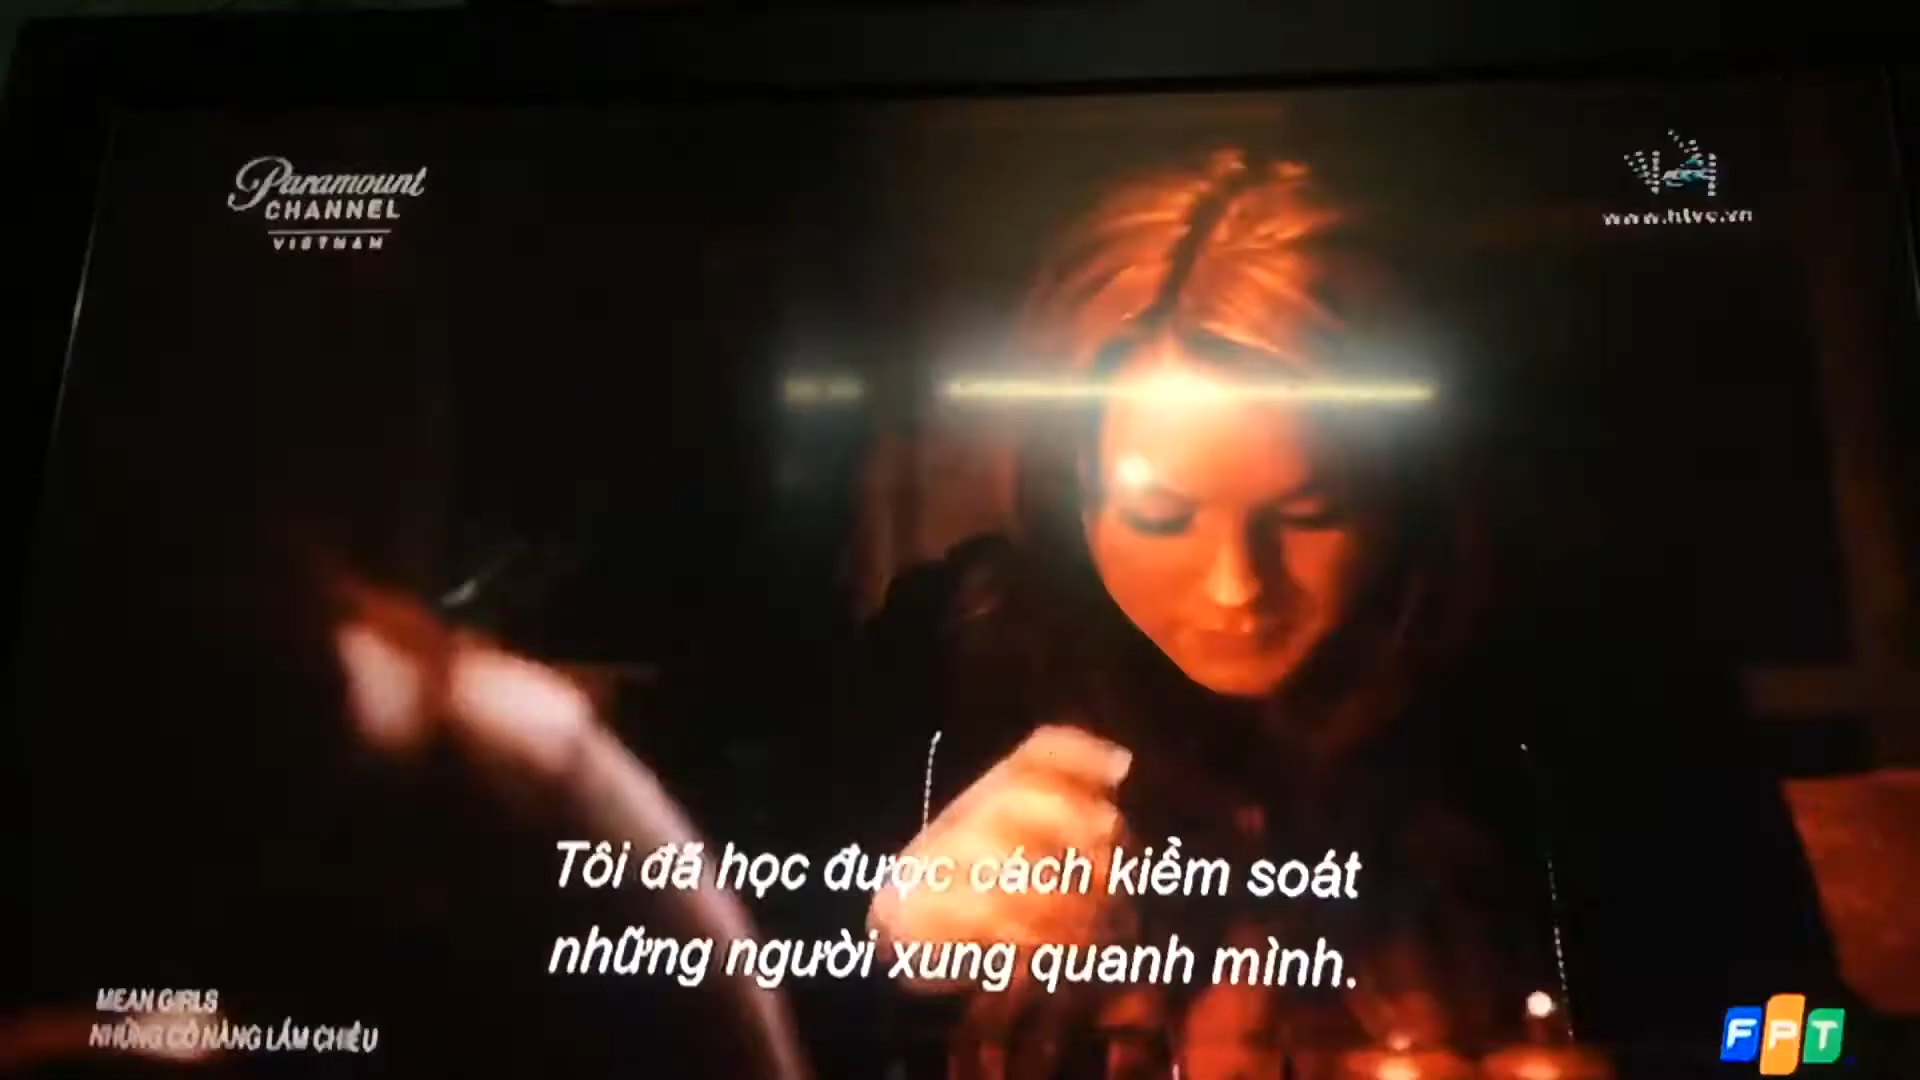 Paramount
CHANNEL
VIETNAM
www.htvc.vn
Tôi đã học được cách kiềm soát
những người xung quanh mình.
MEAN GIRLS
NHỮNG CÔ NÀNG LẮM CHIÊU
FPT